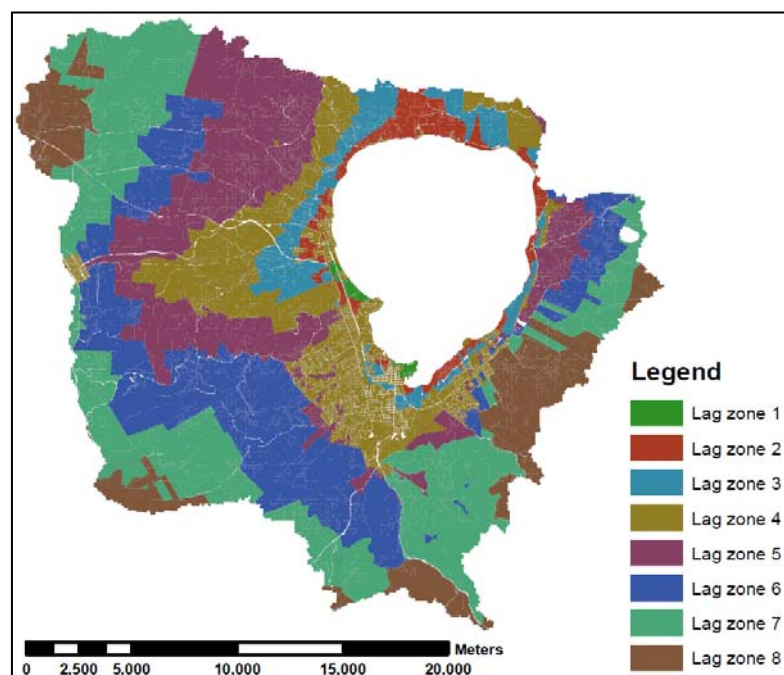 Legend
Lag zone 1
Lag zone 2
Lag zone 3
Lag zone 4
Lag zone 5
Lag zone 6
Lag zone 7
Lag zone 8
Meters
0 2.500 5.000 10.000 15.000 20.000